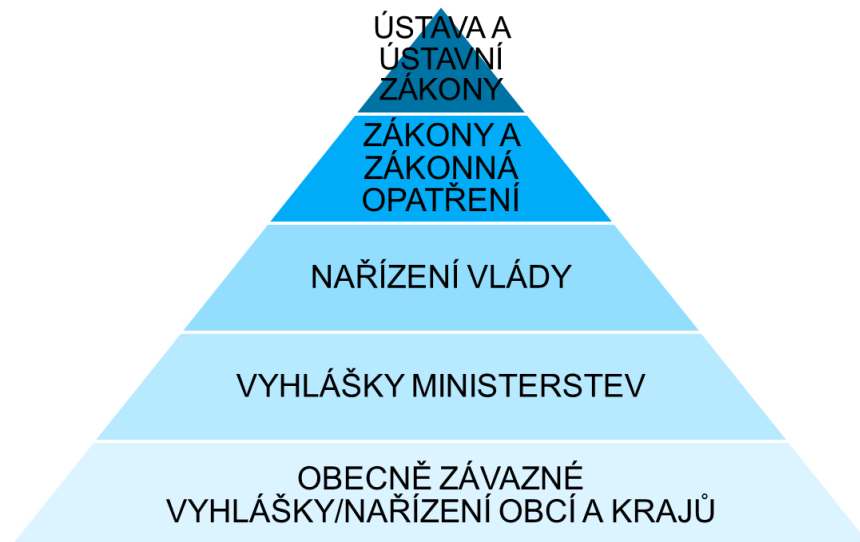 ÚSTAVA A
ÚSTAVNÍ
ZÁKONY
ZÁKONY A
ZÁKONNÁ
OPATŘENÍ
NAŘÍZENÍ VLÁDY
VYHLÁŠKY MINISTERSTEV
OBECNĚ ZÁVAZNÉ
VYHLÁŠKY/NAŘÍZENÍ OBCÍ A KRAJŮ